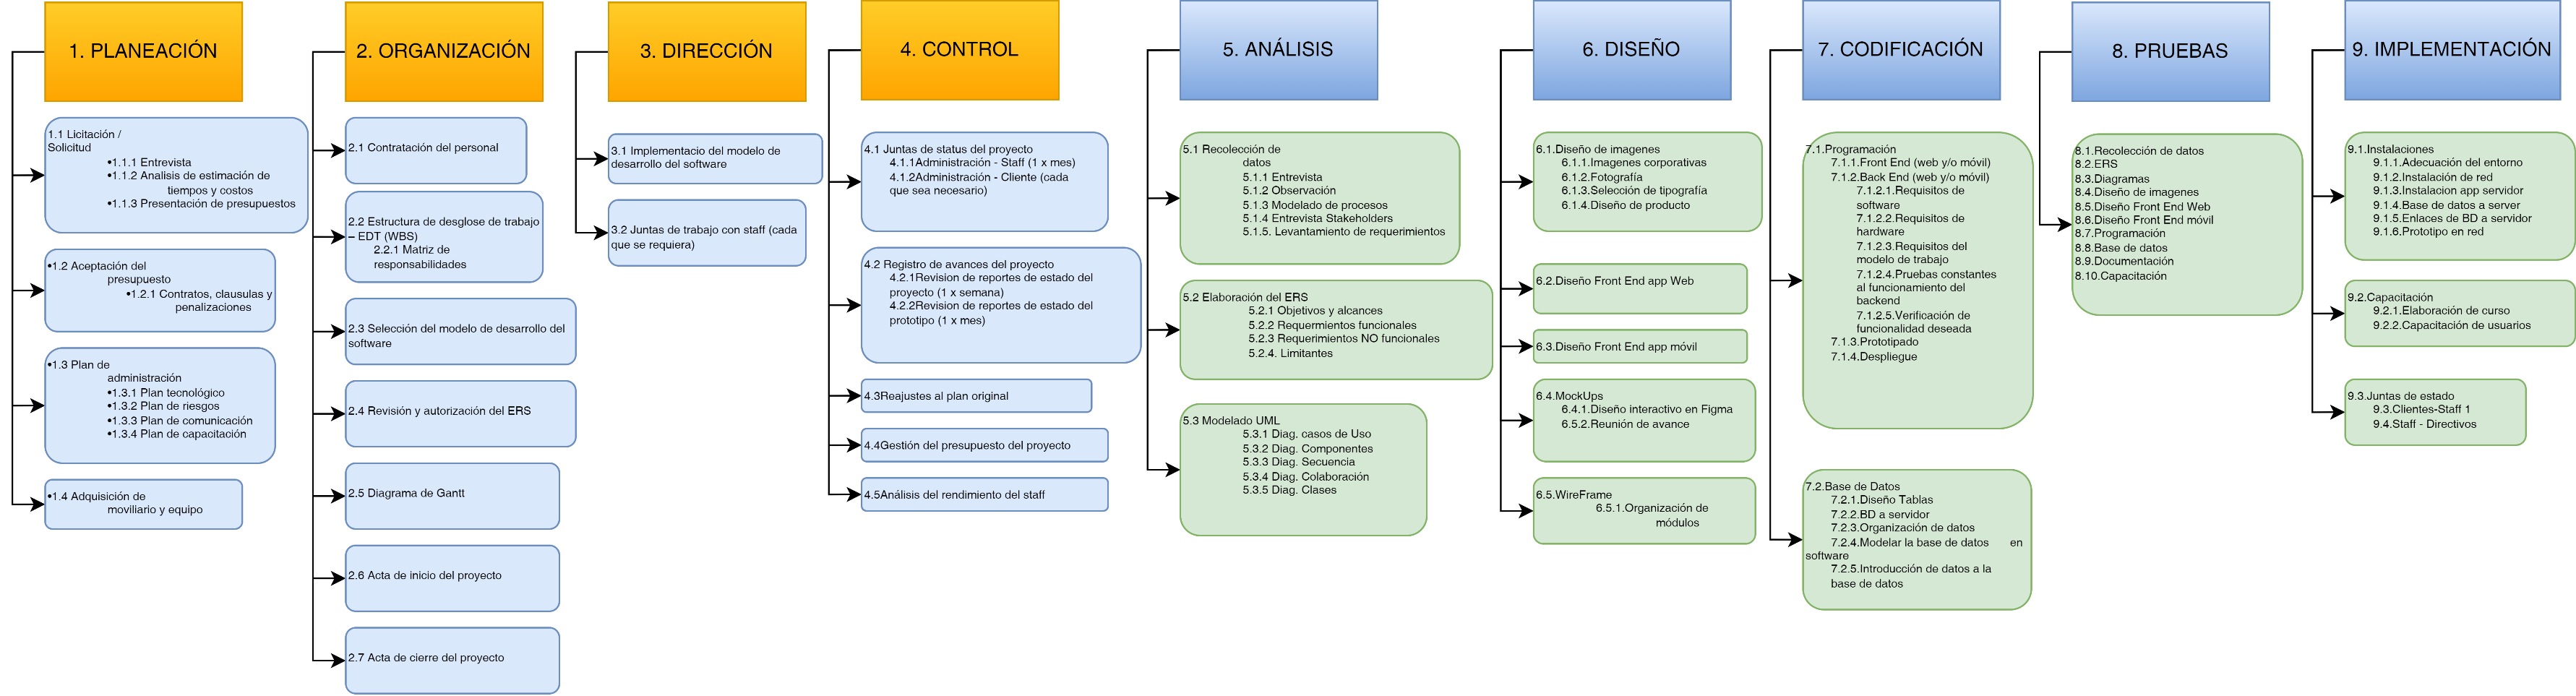 1. PLANEACIÓN
1.1 Licitación /
Solicitud
•1.1.1 Entrevista
•1.1.2 Analisis de estimación de
tiempos y costos
•1.1.3 Presentación de presupuestos
•1.2 Aceptación del
presupuesto
•1.2.1 Contratos, clausulas y
penalizaciones
•1.3 Plan de
administración
•1.3.1 Plan tecnológico
•1.3.2 Plan de riesgos
•1.3.3 Plan de comunicación
•1.3.4 Plan de capacitación
•1.4 Adquisición de
moviliario y equipo
2. ORGANIZACIÓN
2.1 Contratación del personal
2.2 Estructura de desglose de trabajo
– EDT (WBS)
2.2.1 Matriz de
responsabilidades
2.3 Selección del modelo de desarrollo del
software
2.4 Revisión y autorización del ERS
2.5 Diagrama de Gantt
2.6 Acta de inicio del proyecto
2.7 Acta de cierre del proyecto
3. DIRECCIÓN
3.1 Implementacio del modelo de
desarrollo del software
3.2 Juntas de trabajo con staff (cada
que se requiera)
4. CONTROL
4.1 Juntas de status del proyecto
4.1.1Administración - Staff (1 x mes)
4.1.2Administración - Cliente (cada
que sea necesario)
4.2 Registro de avances del proyecto
4.2.1Revision de reportes de estado del
proyecto (1 x semana)
4.2.2Revision de reportes de estado del
prototipo (1 x mes)
4.3Reajustes al plan original
4.4Gestión del presupuesto del proyecto
4.5Análisis del rendimiento del staff
5. ANÁLISIS
5.1 Recolección de
datos
5.1.1 Entrevista
5.1.2 Observación
5.1.3 Modelado de procesos
5.1.4 Entrevista Stakeholders
5.1.5. Levantamiento de requerimientos
5.2 Elaboración del ERS
5.2.1 Objetivos y alcances
5.2.2 Requermientos funcionales
5.2.3 Requerimientos NO funcionales
5.2.4. Limitantes
5.3 Modelado UML
5.3.1 Diag. casos de Uso
5.3.2 Diag. Componentes
5.3.3 Diag. Secuencia
5.3.4 Diag. Colaboración
5.3.5 Diag. Clases
6. DISEÑO
6.1.Diseño de imagenes
6.1.1.Imagenes corporativas
6.1.2.Fotografía
6.1.3.Selección de tipografía
6.1.4.Diseño de producto
6.2.Diseño Front End app Web
6.3.Diseño Front End app móvil
6.4.MockUps
6.4.1.Diseño interactivo en Figma
6.5.2.Reunión de avance
6.5.WireFrame
6.5.1.Organización de
módulos
7. CODIFICACIÓN
7.1.Programación
7.1.1.Front End (web y/o móvil)
7.1.2.Back End (web y/o móvil)
7.1.2.1.Requisitos de
software
7.1.2.2.Requisitos de
hardware
7.1.2.3.Requisitos del
modelo de trabajo
7.1.2.4.Pruebas constantes
al funcionamiento del
backend
7.1.2.5.Verificación de
funcionalidad deseada
7.1.3.Prototipado
7.1.4.Despliegue
7.2.Base de Datos
7.2.1.Diseño Tablas
7.2.2.BD a servidor
7.2.3.Organización de datos
7.2.4.Modelar la base de datos en
software
7.2.5.Introducción de datos a la
base de datos
8. PRUEBAS
8.1.Recolección de datos
8.2.ERS
8.3.Diagramas
8.4.Diseño de imagenes
8.5.Diseño Front End Web
8.6.Diseño Front End móvil
8.7.Programación
8.8.Base de datos
8.9.Documentación
8.10.Capacitación
9. IMPLEMENTACIÓN
9.1.Instalaciones
9.1.1.Adecuación del entorno
9.1.2.Instalación de red
9.1.3.Instalacion app servidor
9.1.4.Base de datos a server
9.1.5.Enlaces de BD a servidor
9.1.6.Prototipo en red
9.2.Capacitación
9.2.1.Elaboración de curso
9.2.2.Capacitación de usuarios
9.3.Juntas de estado
9.3.Clientes-Staff 1
9.4.Staff - Directivos